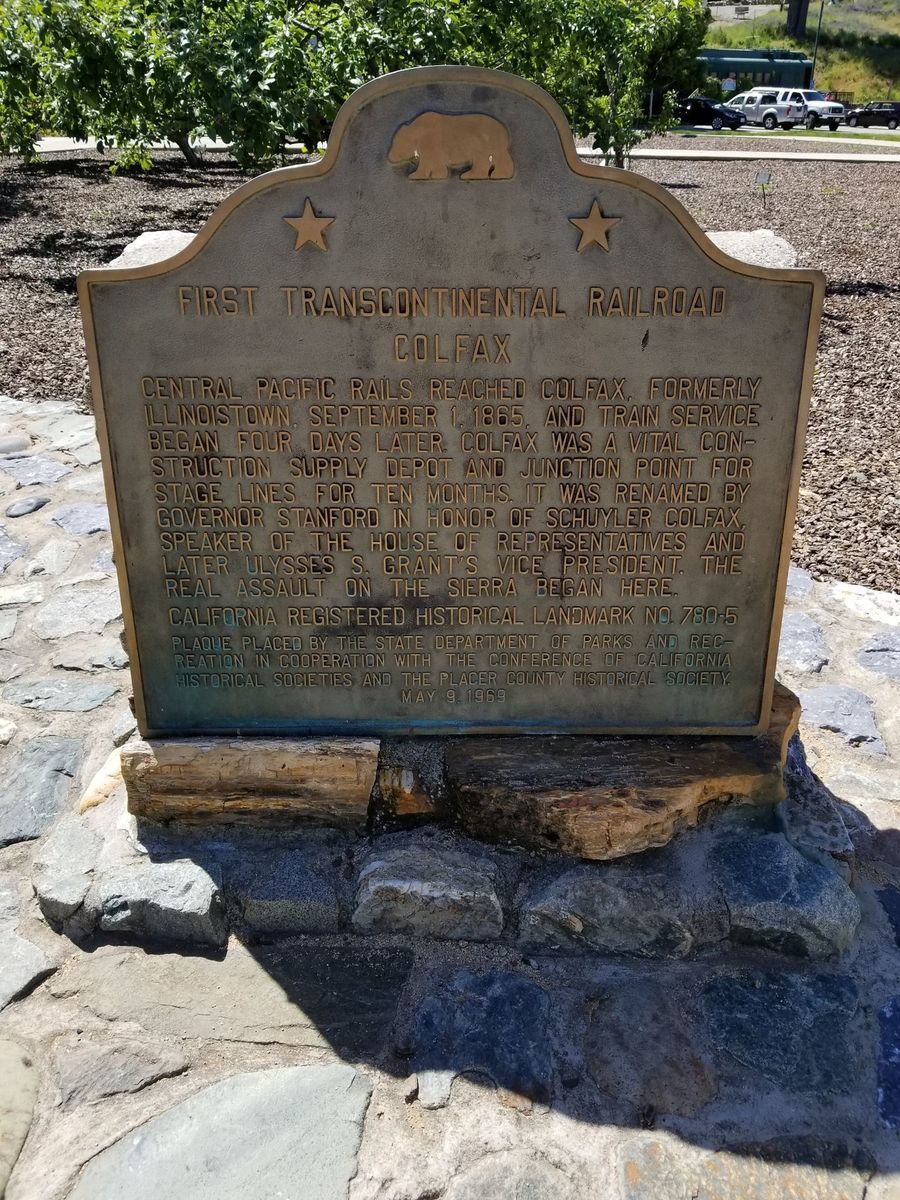 FIRST TRANSCONTINENTAL RAILROAD
COLFAX
CENTRAL PACIFIC RAILS REACHED COLFAX, FORMERLY
ILLINOISTOWN, SEPTEMBER 1, 1865, AND TRAIN SERVICE
BEGAN FOUR DAYS LATER. COLFAX WAS A VITAL CON-
STRUCTION SUPPLY DEPOT AND JUNCTION POINT FOR
STAGE LINES FOR TEN MONTHS. IT WAS RENAMED BY
GOVERNOR STANFORD IN HONOR OF SCHUYLER COLFAX,
SPEAKER OF THE HOUSE OF REPRESENTATIVES AND
LATER ULYSSES S. GRANT'S VICE PRESIDENT. THE
REAL ASSAULT ON THE SIERRA BEGAN HERE.
CALIFORNIA REGISTERED HISTORICAL LANDMARK NO. 780-5
PLAQUE PLACED BY THE STATE DEPARTMENT OF PARKS AND REC-
REATION IN COOPERATION WITH THE CONFERENCE OF CALIFORNIA
HISTORICAL SOCIETIES AND THE PLACER COUNTY HISTORICAL SOCIETY.
MAY 9, 1969